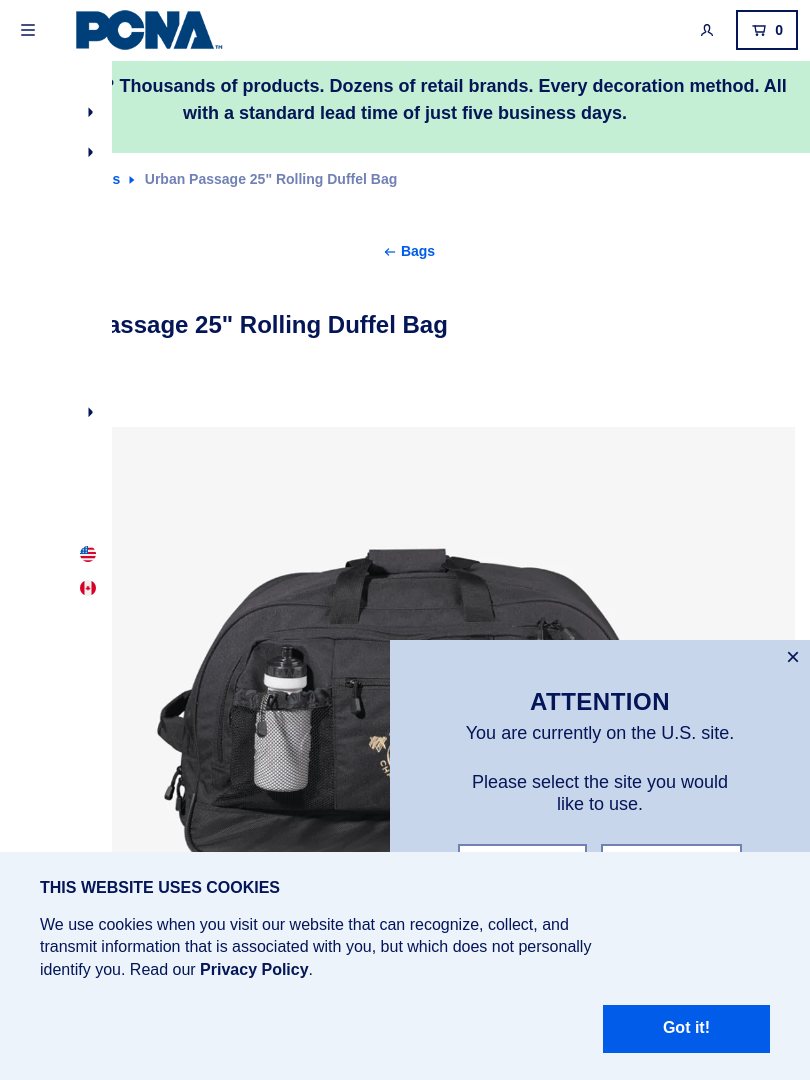 PCNA™
0
? Thousands of products. Dozens of retail brands. Every decoration method. All
with a standard lead time of just five business days.
s
Urban Passage 25" Rolling Duffel Bag
Bags
assage 25" Rolling Duffel Bag
ATTENTION
You are currently on the U.S. site.
Please select the site you would
like to use.
THIS WEBSITE USES COOKIES
We use cookies when you visit our website that can recognize, collect, and
transmit information that is associated with you, but which does not personally
identify you. Read our Privacy Policy.
Got it!